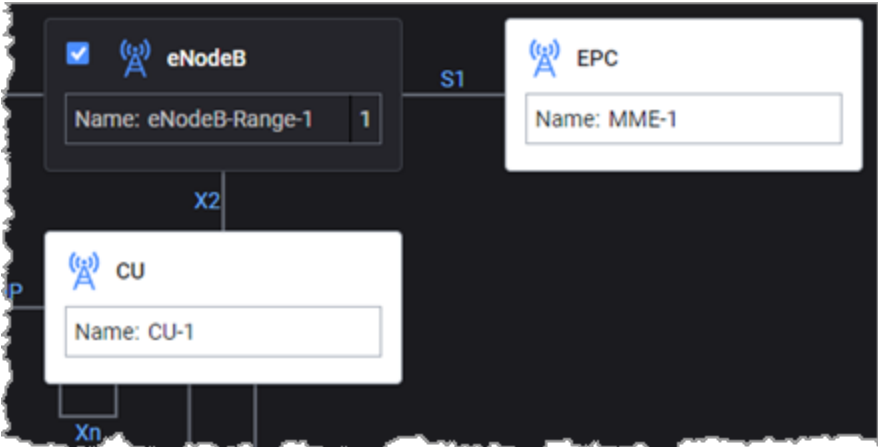 eNodeB
Name: eNodeB-Range-1 1
S1
EPC
Name: MME-1
X2
CU
P
Name: CU-1
Xn